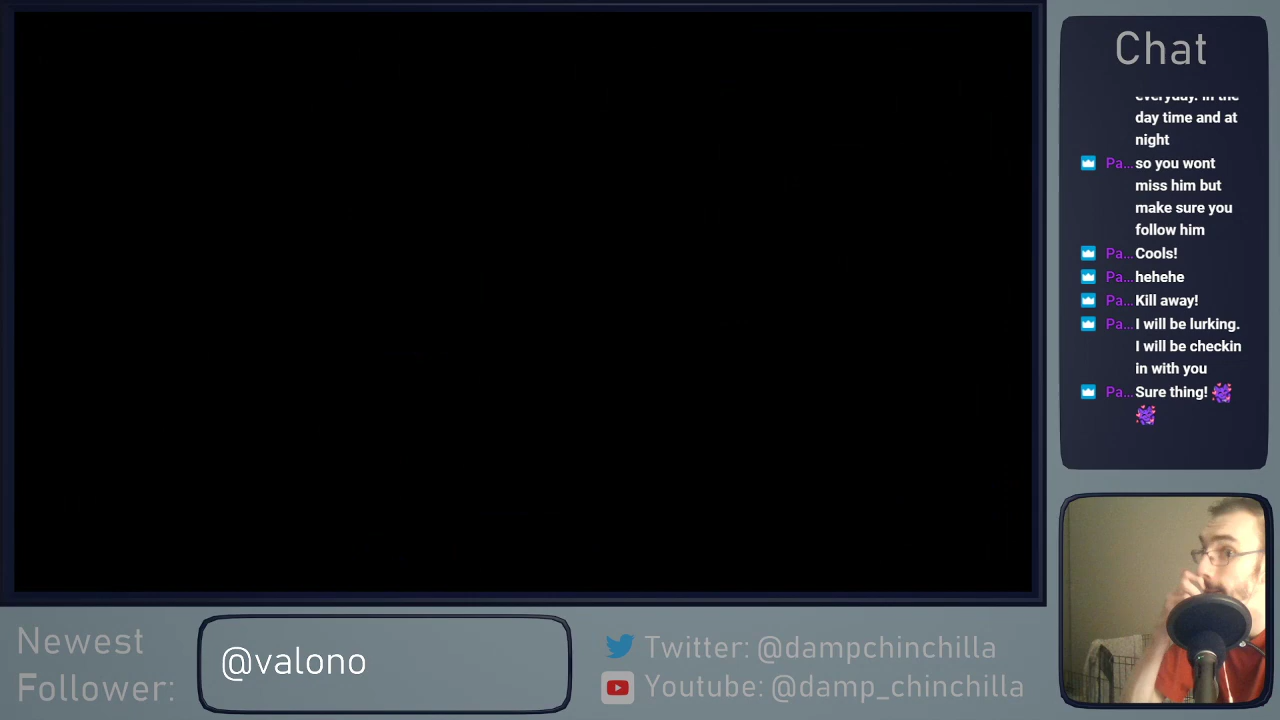 Chat
day time and at
night
Pa... so you wont
miss him but
make sure you
follow him
Pa... Cools!
Pa... hehehe
Pa... Kill away!
Pa... I will be lurking.
I will be checkin
in with you
Pa... Sure thing!
Newest
Follower:
@valono
Twitter: @dampchinchilla
Youtube: @damp_chinchilla